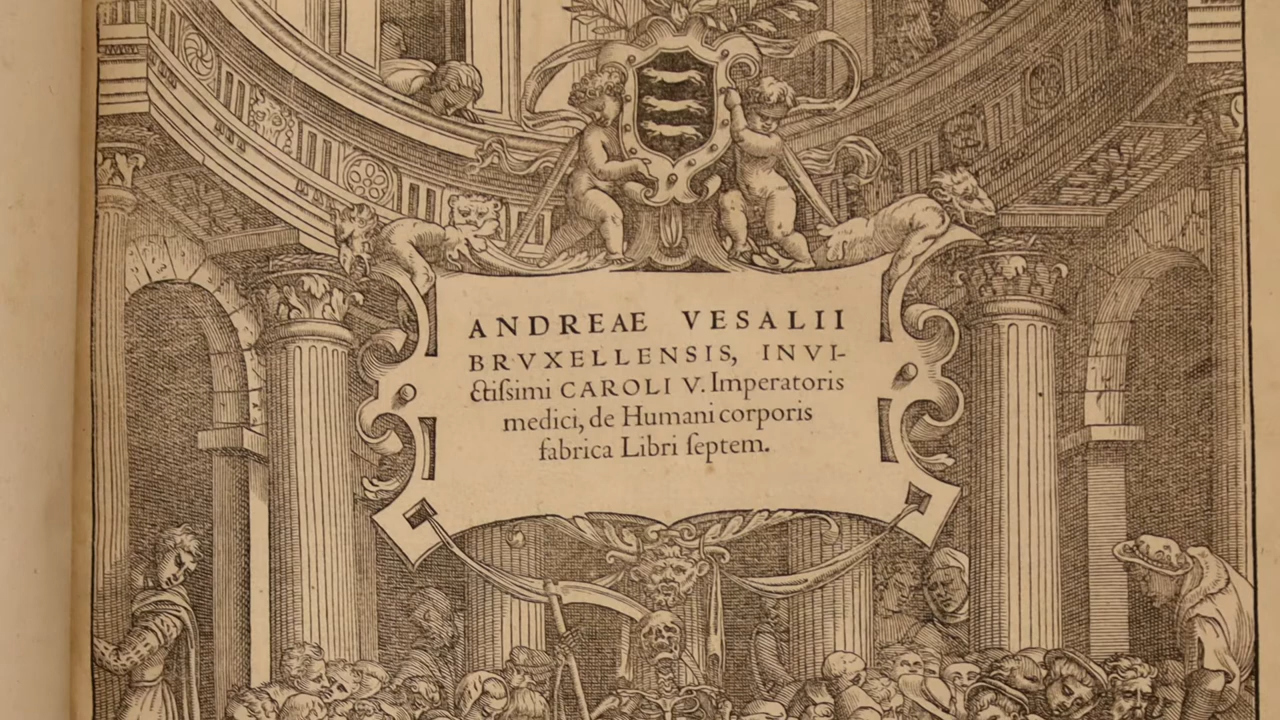 ANDREAE VESALII
BRVXELLENSIS, INVI-
ctiſsimi CAROLI V. Imperatoris
medici, de Humani corporis
fabrica Libri ſeptem.